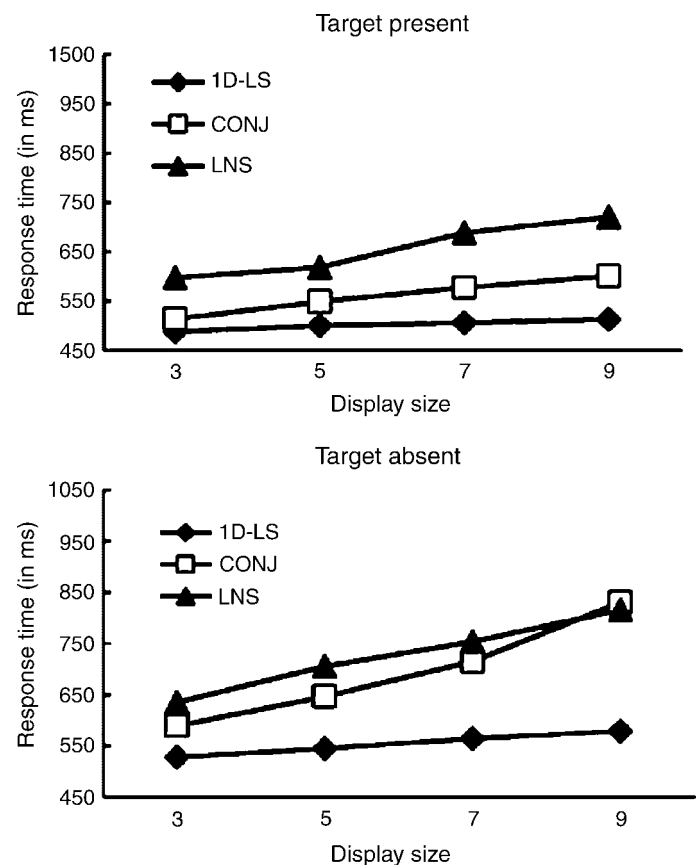 Target present
1500
950
850
750
650
550
450
Response time (in ms)
1D-LS
CONJ
LNS
3 5 7 9
Display size
Target absent
1050
950
850
750
650
550
450
Response time (in ms)
1D-LS
CONJ
LNS
3 5 7 9
Display size